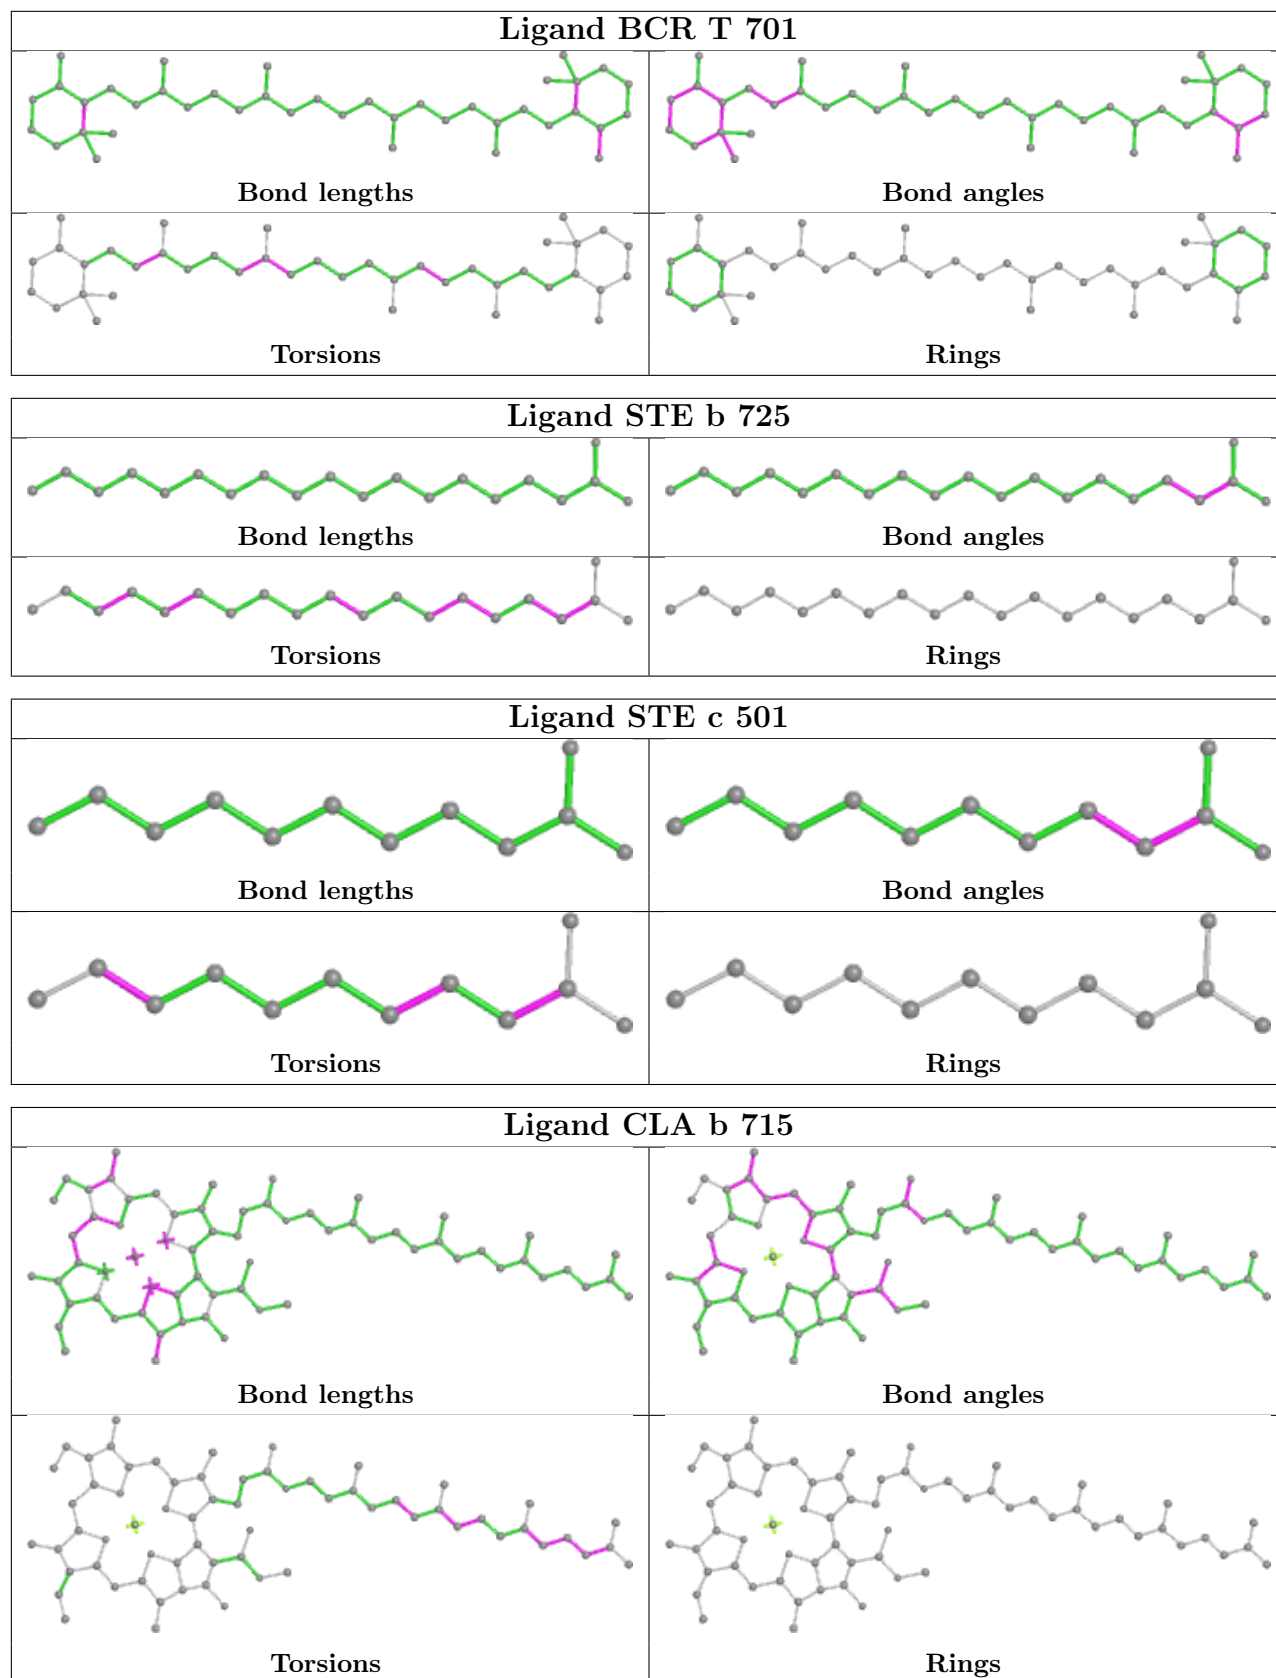 Ligand BCR T 701
Bond lengths
Bond angles
Torsions
Rings
Ligand STE b 725
Bond lengths
Bond angles
Torsions
Rings
Ligand STE c 501
Bond lengths
Bond angles
Torsions
Rings
Ligand CLA b 715
Bond lengths
Bond angles
Torsions
Rings